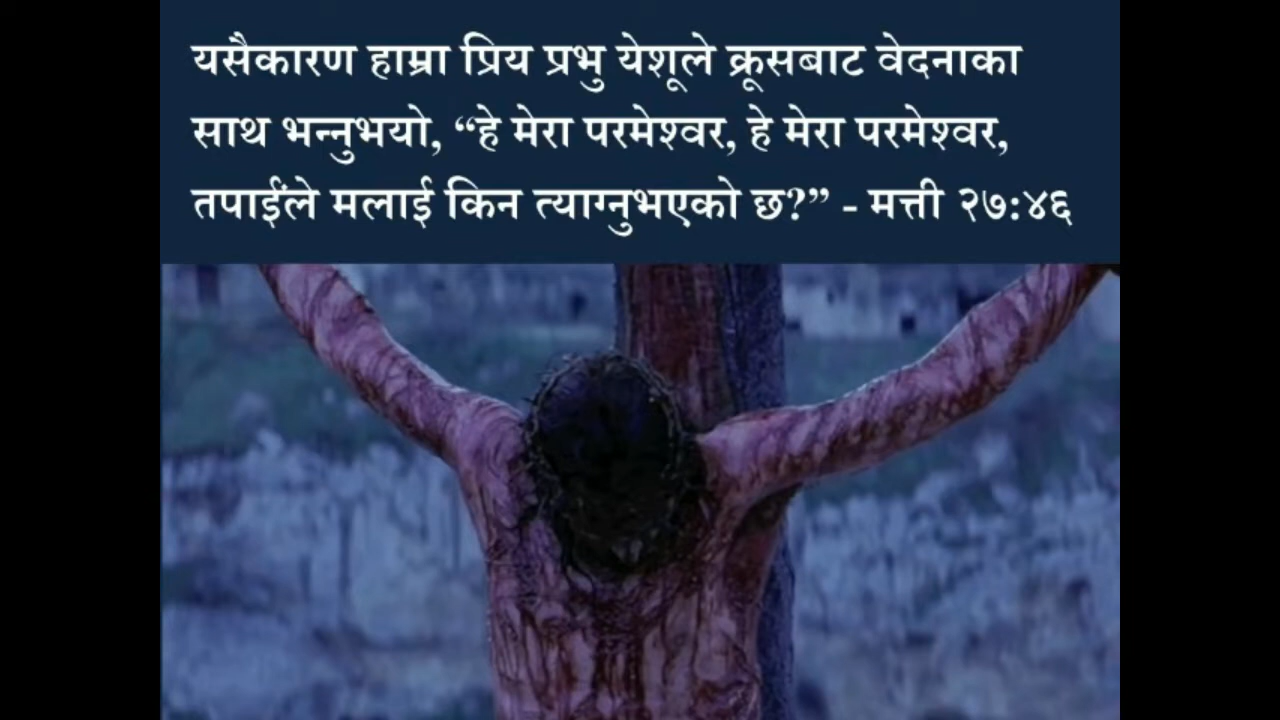 यसैकारण हाम्रा प्रिय प्रभु येशूले क्रूसबाट वेदनाका
साथ भन्नुभयो, “हे मेरा परमेश्वर, हे मेरा परमेश्वर,
तपाईंले मलाई किन त्याग्नुभएको छ?” - मत्ती २७:४६